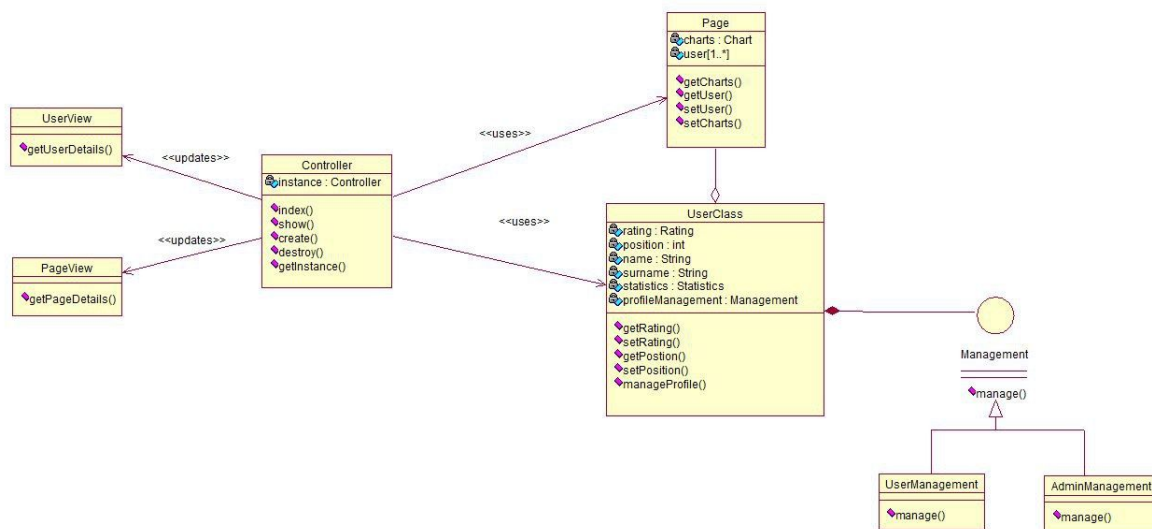 Page
charts : Chart
user[1..*]
getCharts()
getUser()
setUser()
setCharts()
UserView
getUserDetails()
<<updates>>
<<uses>>
Controller
instance : Controller
index()
show()
create()
destroy()
getInstance()
<<updates>>
<<uses>>
PageView
getPageDetails()
UserClass
rating : Rating
position : int
name : String
surname : String
statistics : Statistics
profileManagement : Management
getRating()
setRating()
getPostion()
setPosition()
manageProfile()
Management
manage()
UserManagement
manage()
AdminManagement
manage()